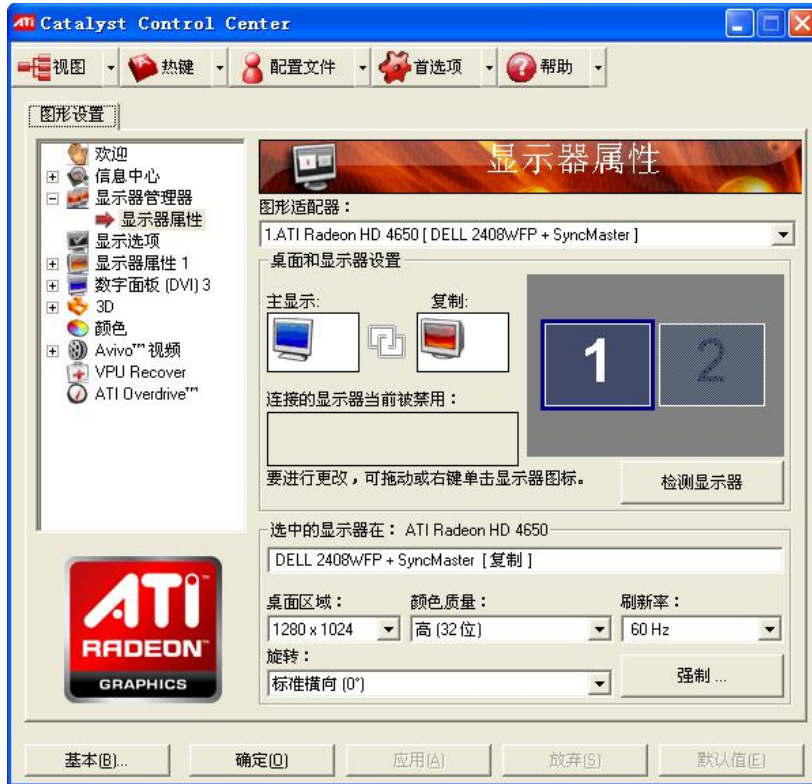 ATI Catalyst Control Center
视图 热键 配置文件 首选项 帮助
图形设置
欢迎
信息中心
显示器管理器
显示器属性
显示选项
显示器属性 1
数字面板 (DVI) 3
3D
颜色
Avivo™ 视频
VPU Recover
ATI Overdrive™
ATI
RADEON™
GRAPHICS
显示器属性
图形适配器：
1.ATI Radeon HD 4650 [ DELL 2408WFP + SyncMaster ]
桌面和显示器设置
主显示: 复制:
1 2
连接的显示器当前被禁用：
要进行更改，可拖动或右键单击显示器图标。
检测显示器
选中的显示器在： ATI Radeon HD 4650
DELL 2408WFP + SyncMaster [ 复制 ]
桌面区域： 颜色质量： 刷新率：
1280 x 1024 高 (32 位) 60 Hz
旋转：
标准横向 (0°)
强制 ...
基本(B)... 确定(O) 应用(A) 放弃(S) 默认值(E)